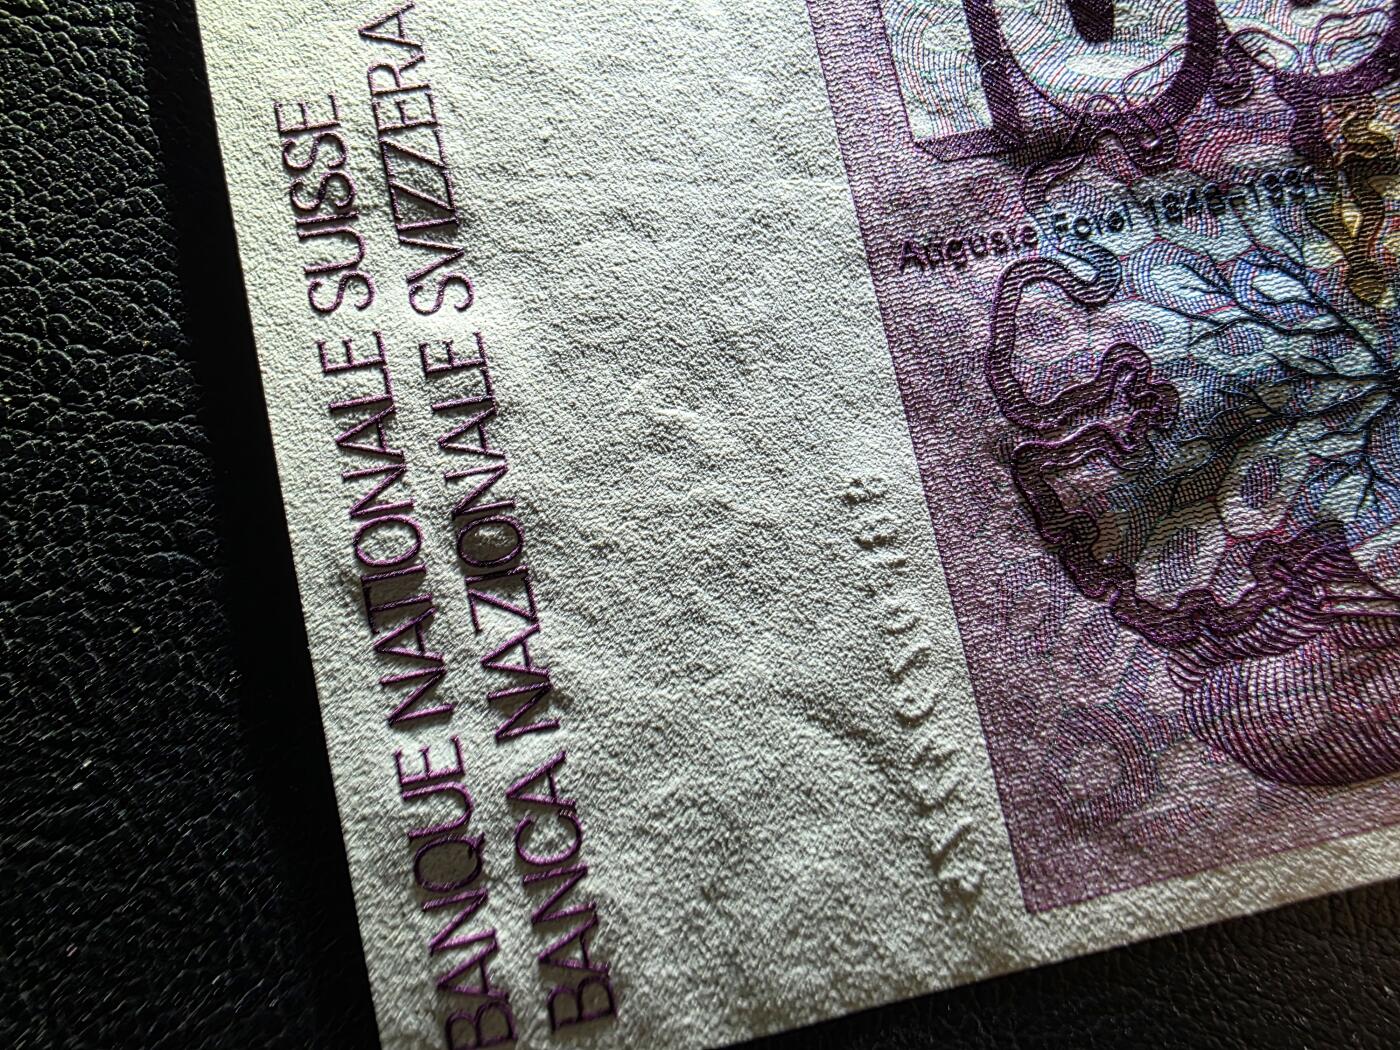 BANQUE NATIONALE SUISSE
BANCA NAZIONALE SVIZZERA
Auguste Forel 1848-1931